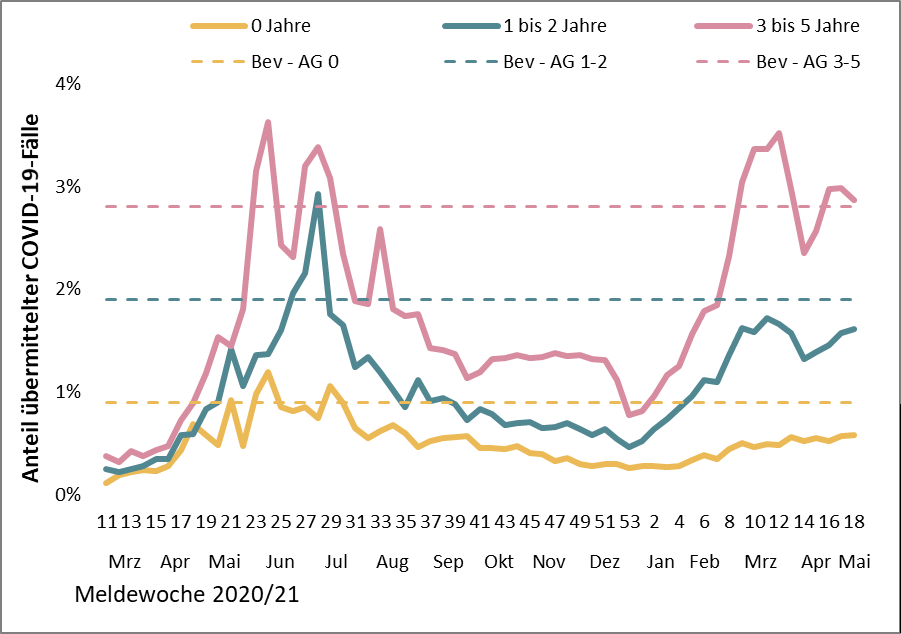 0 Jahre 1 bis 2 Jahre 3 bis 5 Jahre
Bev - AG 0 Bev - AG 1-2 Bev - AG 3-5
Anteil übermittelter COVID-19-Fälle
4%
3%
2%
1%
0%
11 13 15 17 19 21 23 25 27 29 31 33 35 37 39 41 43 45 47 49 51 53 2 4 6 8 10 12 14 16 18
Mrz Apr Mai Jun Jul Aug Sep Okt Nov Dez Jan Feb Mrz Apr Mai
Meldewoche 2020/21